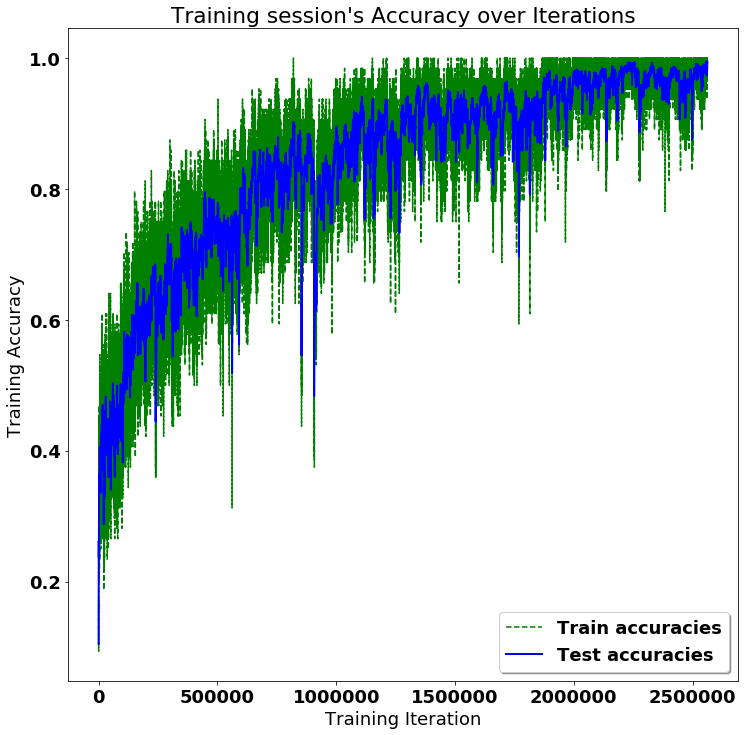 Training session's Accuracy over Iterations
Training Accuracy
1.0
0.8
0.6
0.4
0.2
Train accuracies
Test accuracies
0 500000 1000000 1500000 2000000 2500000
Training Iteration